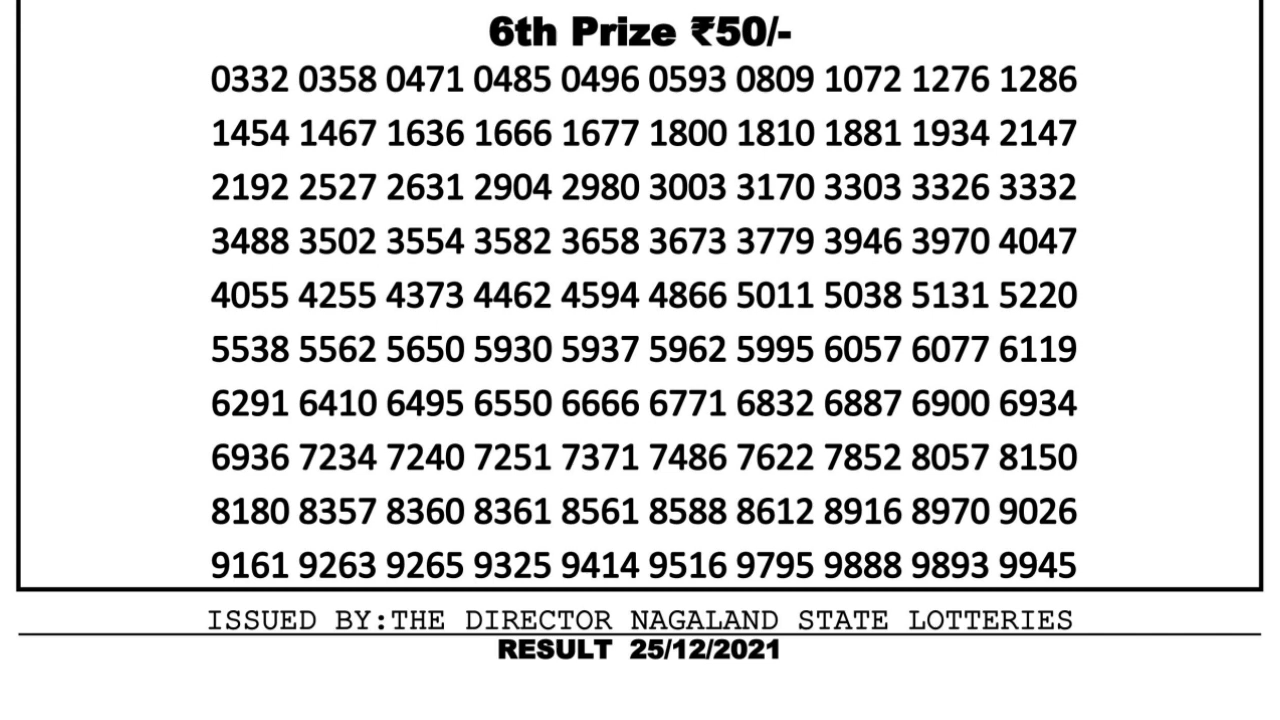 6th Prize ₹50/-
0332 0358 0471 0485 0496 0593 0809 1072 1276 1286
1454 1467 1636 1666 1677 1800 1810 1881 1934 2147
2192 2527 2631 2904 2980 3003 3170 3303 3326 3332
3488 3502 3554 3582 3658 3673 3779 3946 3970 4047
4055 4255 4373 4462 4594 4866 5011 5038 5131 5220
5538 5562 5650 5930 5937 5962 5995 6057 6077 6119
6291 6410 6495 6550 6666 6771 6832 6887 6900 6934
6936 7234 7240 7251 7371 7486 7622 7852 8057 8150
8180 8357 8360 8361 8561 8588 8612 8916 8970 9026
9161 9263 9265 9325 9414 9516 9795 9888 9893 9945
ISSUED BY:THE DIRECTOR NAGALAND STATE LOTTERIES
RESULT 25/12/2021